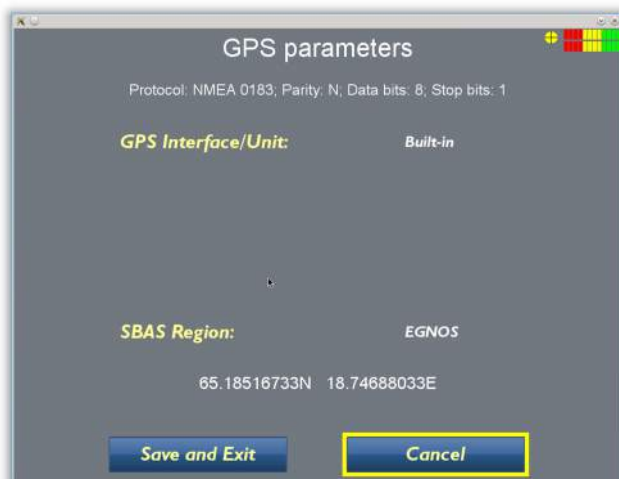 GPS parameters
Protocol: NMEA 0183; Parity: N; Data bits: 8; Stop bits: 1
GPS Interface/Unit: Built-in
SBAS Region: EGNOS
65.18516733N 18.74688033E
Save and Exit Cancel